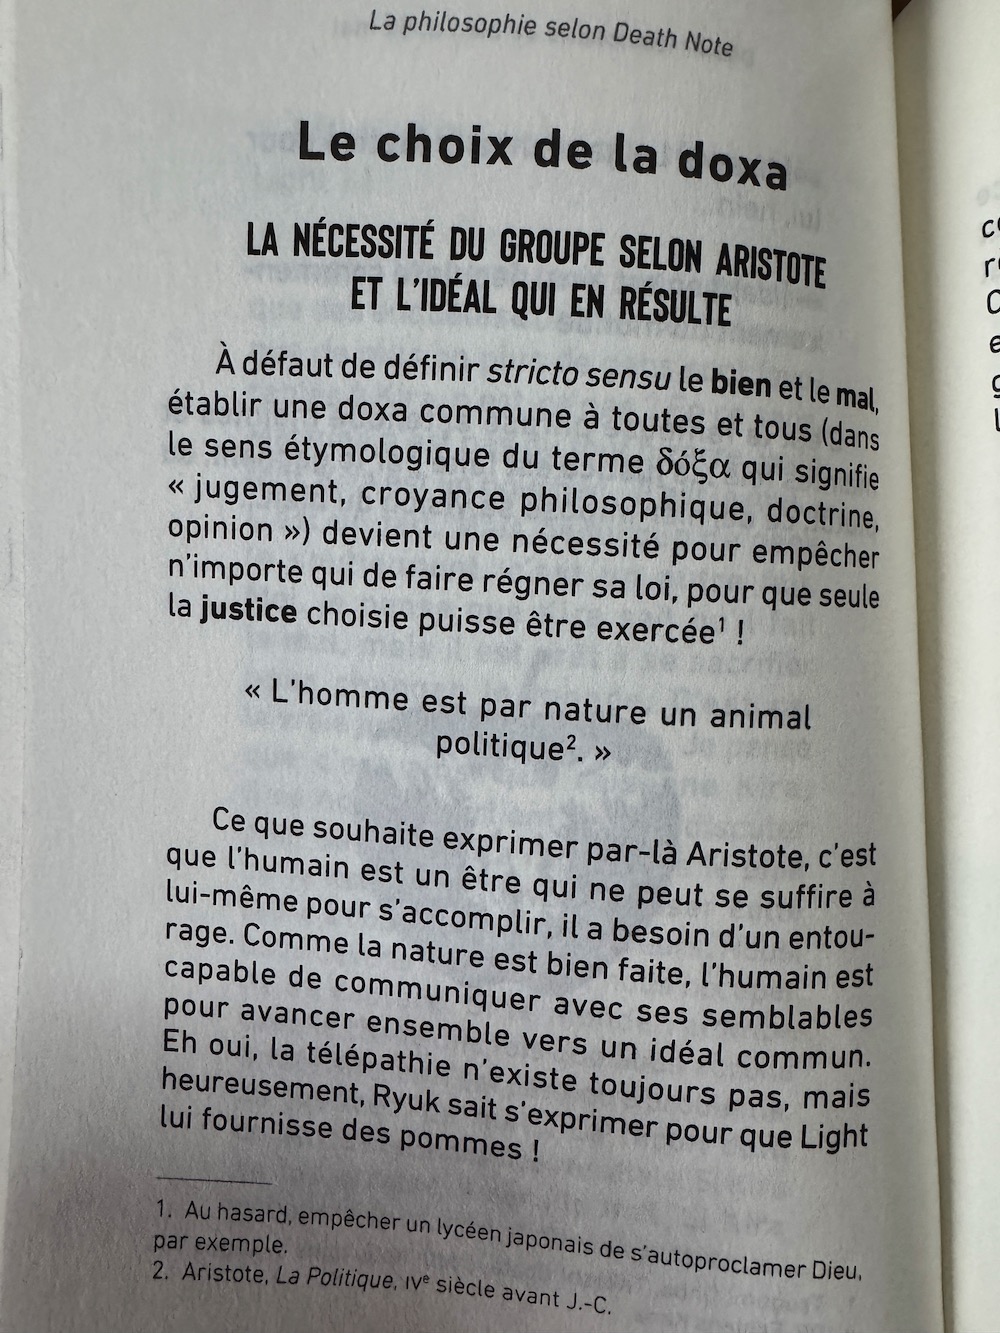 La philosophie selon Death Note
Le choix de la doxa
LA NÉCESSITÉ DU GROUPE SELON ARISTOTE
ET L'IDÉAL QUI EN RÉSULTE
À défaut de définir stricto sensu le bien et le mal,
établir une doxa commune à toutes et tous (dans
le sens étymologique du terme δόξα qui signifie
« jugement, croyance philosophique, doctrine,
opinion ») devient une nécessité pour empêcher
n'importe qui de faire régner sa loi, pour que seule
la justice choisie puisse être exercée¹ !
« L'homme est par nature un animal
politique². »
Ce que souhaite exprimer par-là Aristote, c'est
que l'humain est un être qui ne peut se suffire à
lui-même pour s'accomplir, il a besoin d'un entou-
rage. Comme la nature est bien faite, l'humain est
capable de communiquer avec ses semblables
pour avancer ensemble vers un idéal commun.
Eh oui, la télépathie n'existe toujours pas, mais
heureusement, Ryuk sait s'exprimer pour que Light
lui fournisse des pommes !
1. Au hasard, empêcher un lycéen japonais de s'autoproclamer Dieu,
par exemple.
2. Aristote, La Politique, IVᵉ siècle avant J.-C.